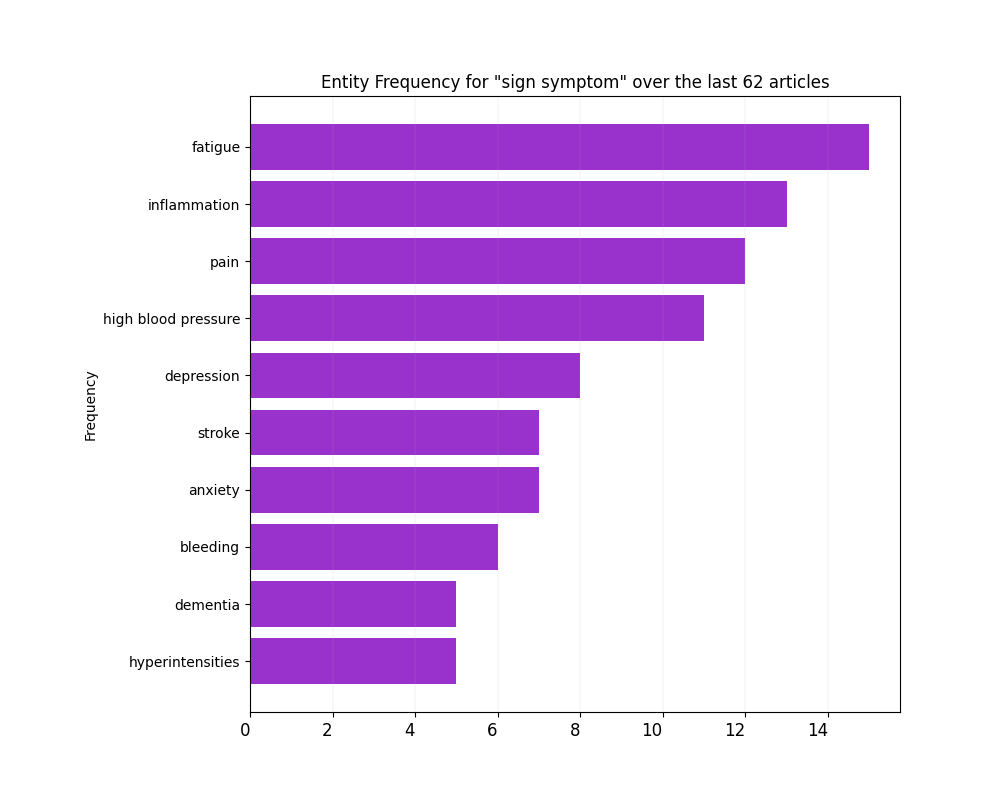 Entity Frequency for "sign symptom" over the last 62 articles
fatigue
inflammation
pain
high blood pressure
depression
stroke
anxiety
bleeding
dementia
hyperintensities
Frequency
0 2 4 6 8 10 12 14